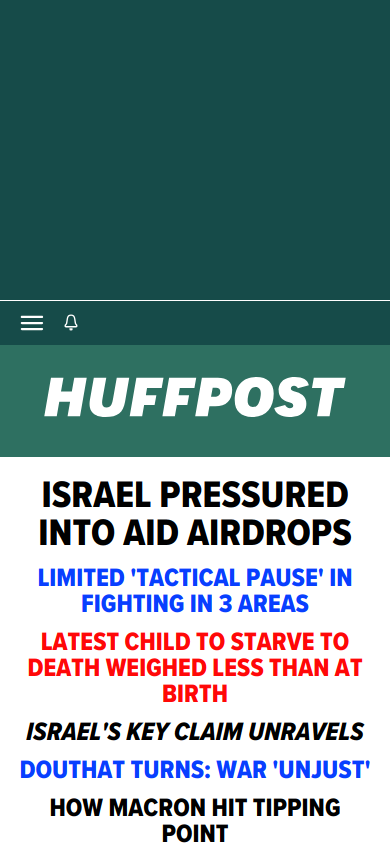 HUFFPOST
ISRAEL PRESSURED
INTO AID AIRDROPS
LIMITED 'TACTICAL PAUSE' IN
FIGHTING IN 3 AREAS
LATEST CHILD TO STARVE TO
DEATH WEIGHED LESS THAN AT
BIRTH
ISRAEL'S KEY CLAIM UNRAVELS
DOUTHAT TURNS: WAR 'UNJUST'
HOW MACRON HIT TIPPING
POINT